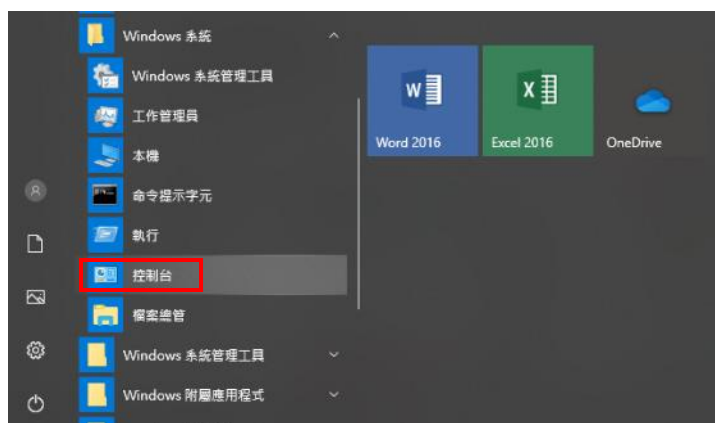 Windows 系統
Windows 系統管理工具
工作管理員
本機
命令提示字元
執行
控制台
檔案總管
Windows 系統管理工具
Windows 附屬應用程式
Word 2016
Excel 2016
OneDrive